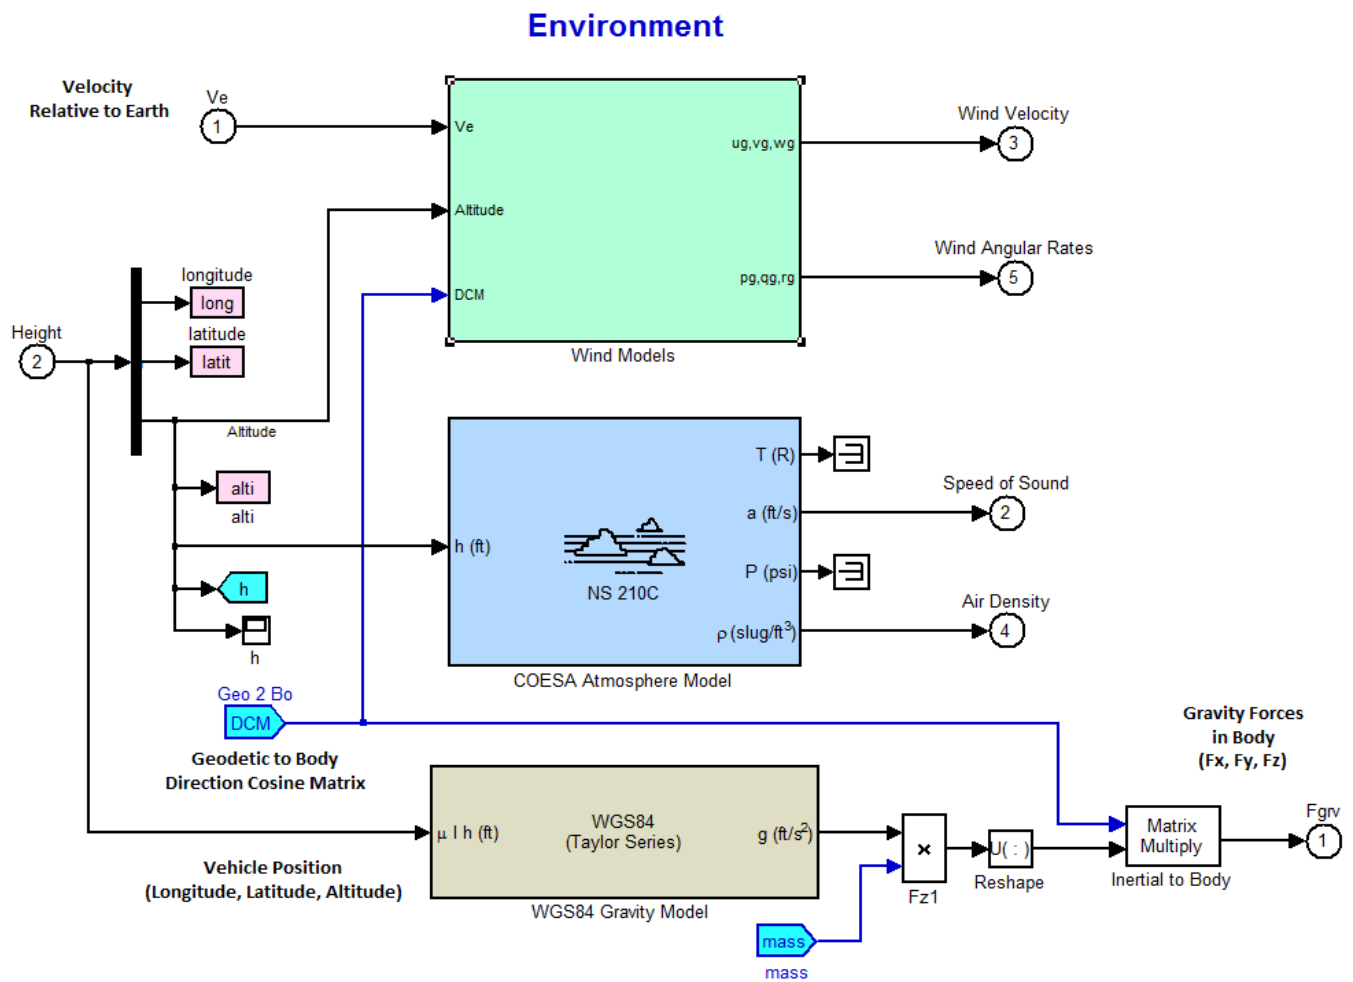 Environment
Velocity
Relative to Earth
Ve
1
Ve
ug,vg,wg
Wind Velocity
3
Altitude
Wind Angular Rates
pg,qg,rg
5
DCM
Wind Models
longitude
long
latitude
latit
Height
2
Altitude
alti
alti
h
h
h (ft)
NS 210C
T (R)
a (ft/s)
P (psi)
ρ (slug/ft³)
COESA Atmosphere Model
Speed of Sound
2
Air Density
4
Geo 2 Bo
DCM
Geodetic to Body
Direction Cosine Matrix
Gravity Forces
in Body
(Fx, Fy, Fz)
μ l h (ft)
WGS84
(Taylor Series)
g (ft/s²)
WGS84 Gravity Model
Vehicle Position
(Longitude, Latitude, Altitude)
×
Fz1
U( : )
Reshape
Matrix
Multiply
Inertial to Body
Fgrv
1
mass
mass